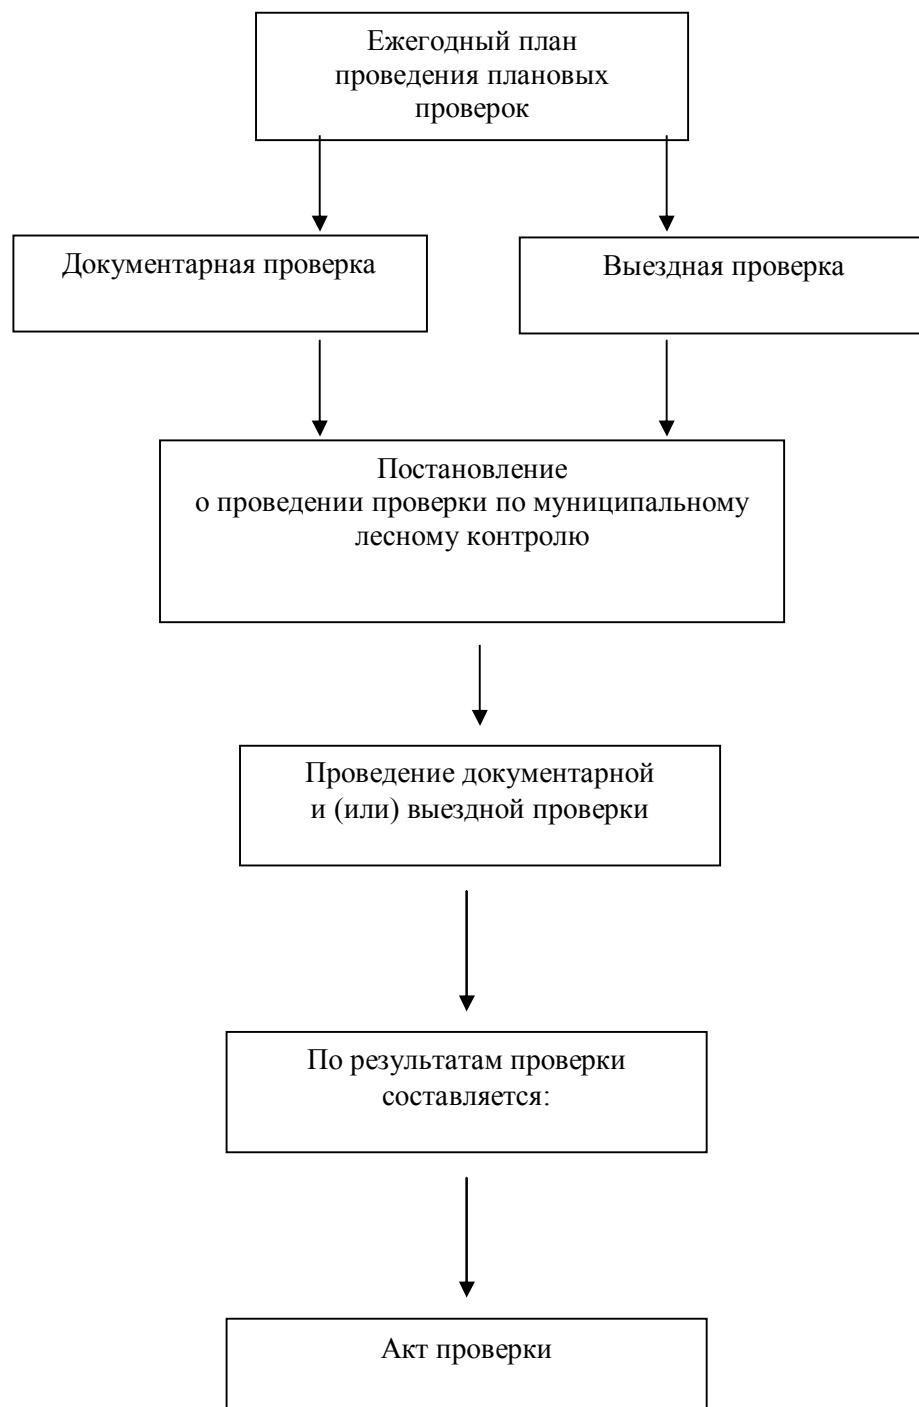 Ежегодный план
проведения плановых
проверок
Документарная проверка
Выездная проверка
Постановление
о проведении проверки по муниципальному
лесному контролю
Проведение документарной
и (или) выездной проверки
По результатам проверки
составляется:
Акт проверки